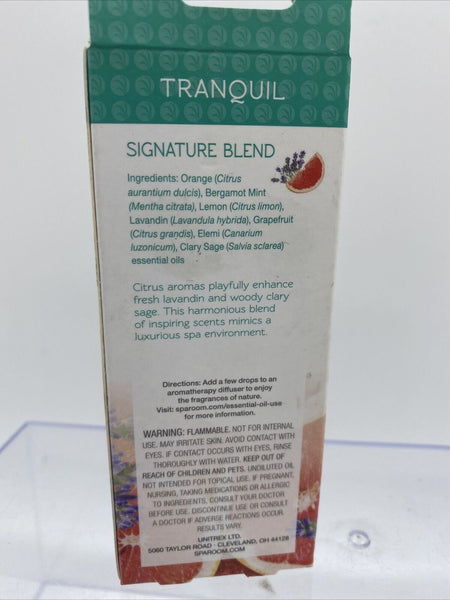 TRANQUIL
SIGNATURE BLEND
Ingredients: Orange (Citrus
aurantium dulcis), Bergamot Mint
(Mentha citrata), Lemon (Citrus limon),
Lavandin (Lavandula hybrida), Grapefruit
(Citrus grandis), Elemi (Canarium
luzonicum), Clary Sage (Salvia sclarea)
essential oils
Citrus aromas playfully enhance
fresh lavandin and woody clary
sage. This harmonious blend
of inspiring scents mimics a
luxurious spa environment.
Directions: Add a few drops to an
aromatherapy diffuser to enjoy
the fragrances of nature.
Visit: sparoom.com/essential-oil-use
for more information.
WARNING: FLAMMABLE. NOT FOR INTERNAL
USE. MAY IRRITATE SKIN. AVOID CONTACT WITH
EYES. IF CONTACT OCCURS WITH EYES, RINSE
THOROUGHLY WITH WATER. KEEP OUT OF
REACH OF CHILDREN AND PETS. UNDILUTED OIL
NOT INTENDED FOR TOPICAL USE. IF PREGNANT,
NURSING, TAKING MEDICATIONS OR ALLERGIC
TO INGREDIENTS, CONSULT YOUR DOCTOR
BEFORE USE. DISCONTINUE USE OR CONSULT
A DOCTOR IF ADVERSE REACTIONS OCCUR.
RESULTS VARY.
UNITREX LTD.
5060 TAYLOR ROAD · CLEVELAND, OH 44128
SPAROOM.COM